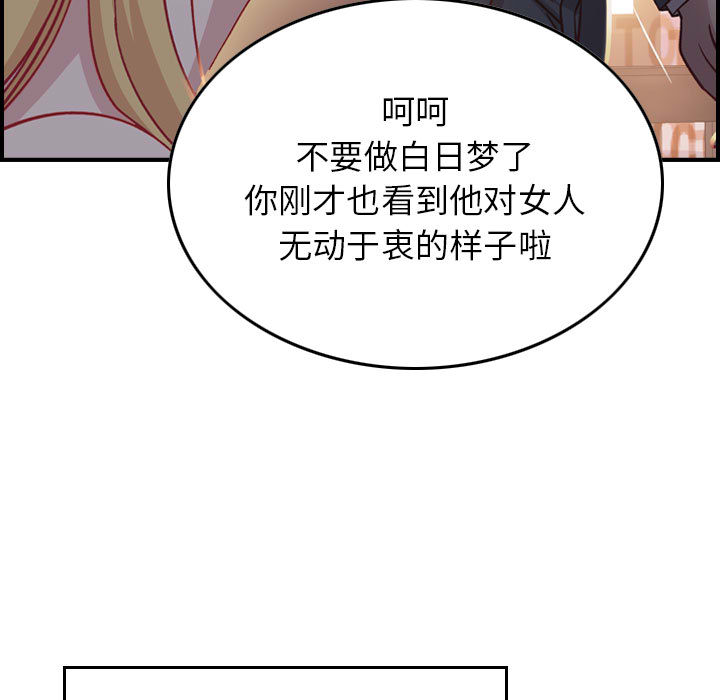 呵呵
不要做白日梦了
你刚才也看到他对女人
无动于衷的样子啦